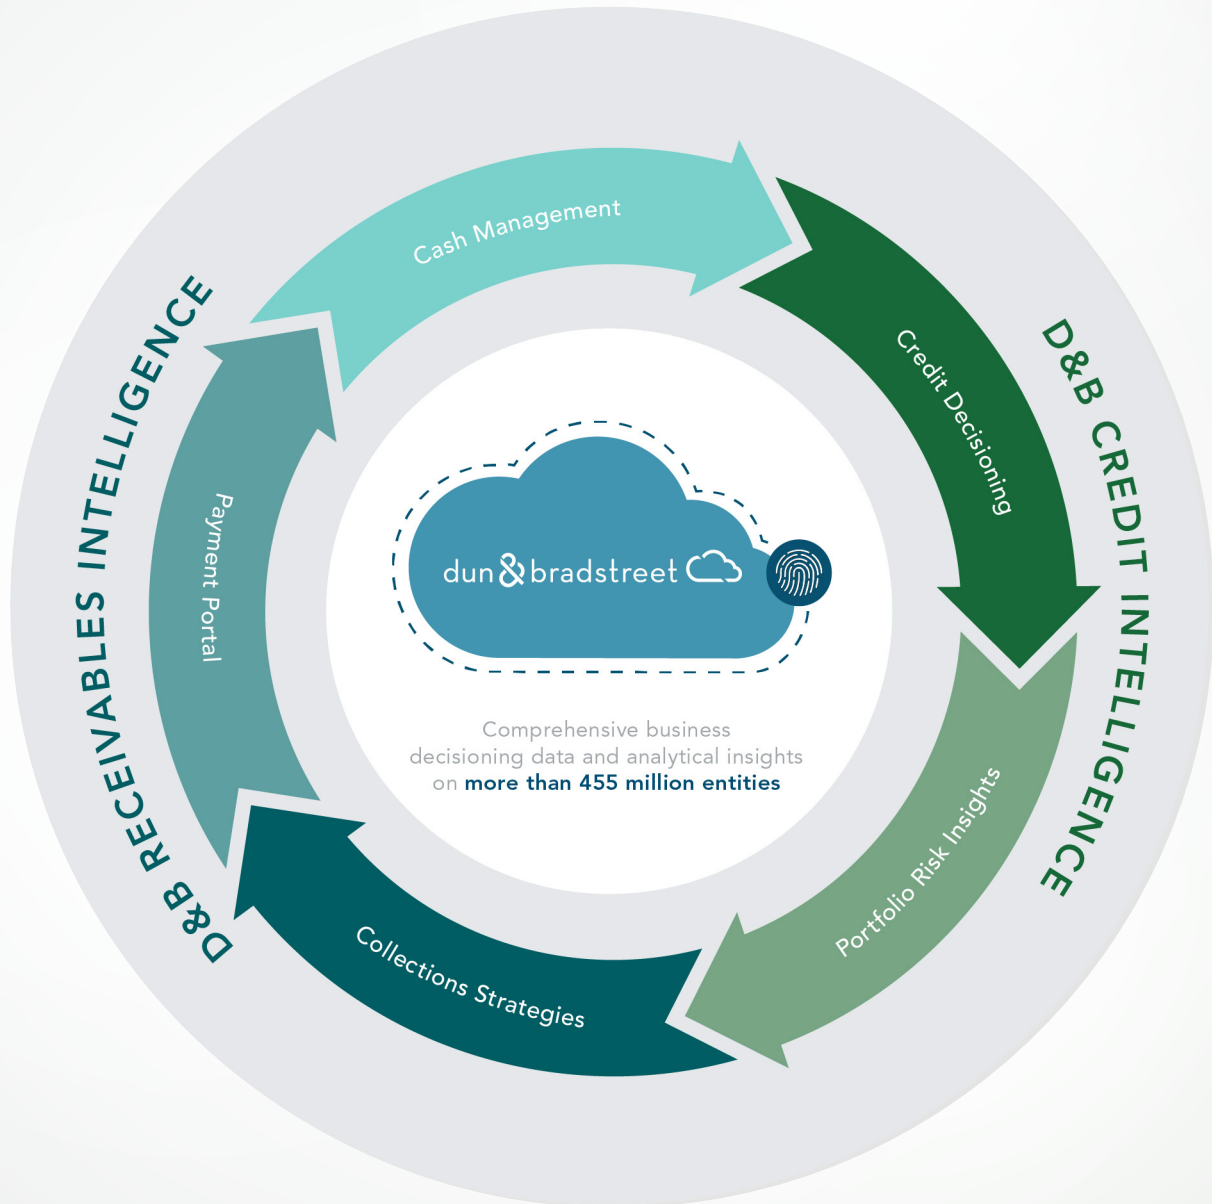 Cash Management
Credit Decisioning
Portfolio Risk Insights
Collections Strategies
Payment Portal
D&B RECEIVABLES INTELLIGENCE
D&B CREDIT INTELLIGENCE
dun&bradstreet
Comprehensive business
decisioning data and analytical insights
on more than 455 million entities